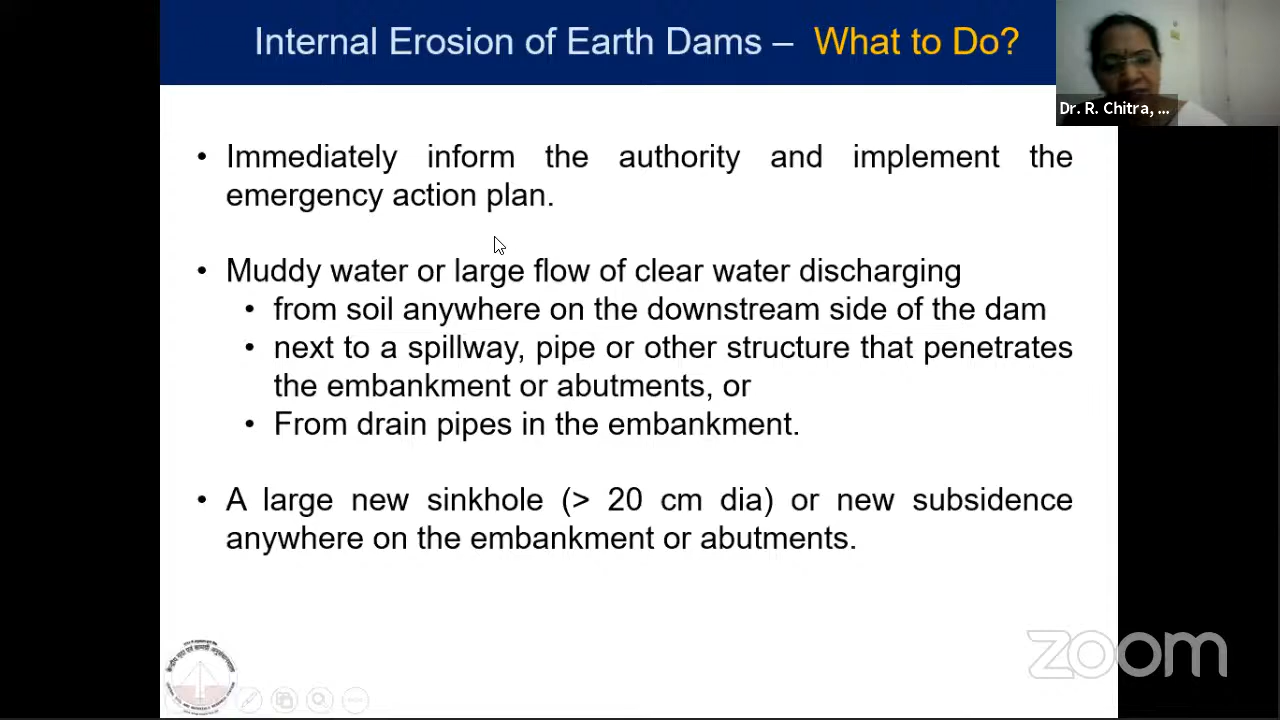 Internal Erosion of Earth Dams – What to Do?
Dr. R. Chitra, ...
• Immediately inform the authority and implement the
emergency action plan.
• Muddy water or large flow of clear water discharging
• from soil anywhere on the downstream side of the dam
• next to a spillway, pipe or other structure that penetrates
the embankment or abutments, or
• From drain pipes in the embankment.
• A large new sinkhole (> 20 cm dia) or new subsidence
anywhere on the embankment or abutments.
zoom